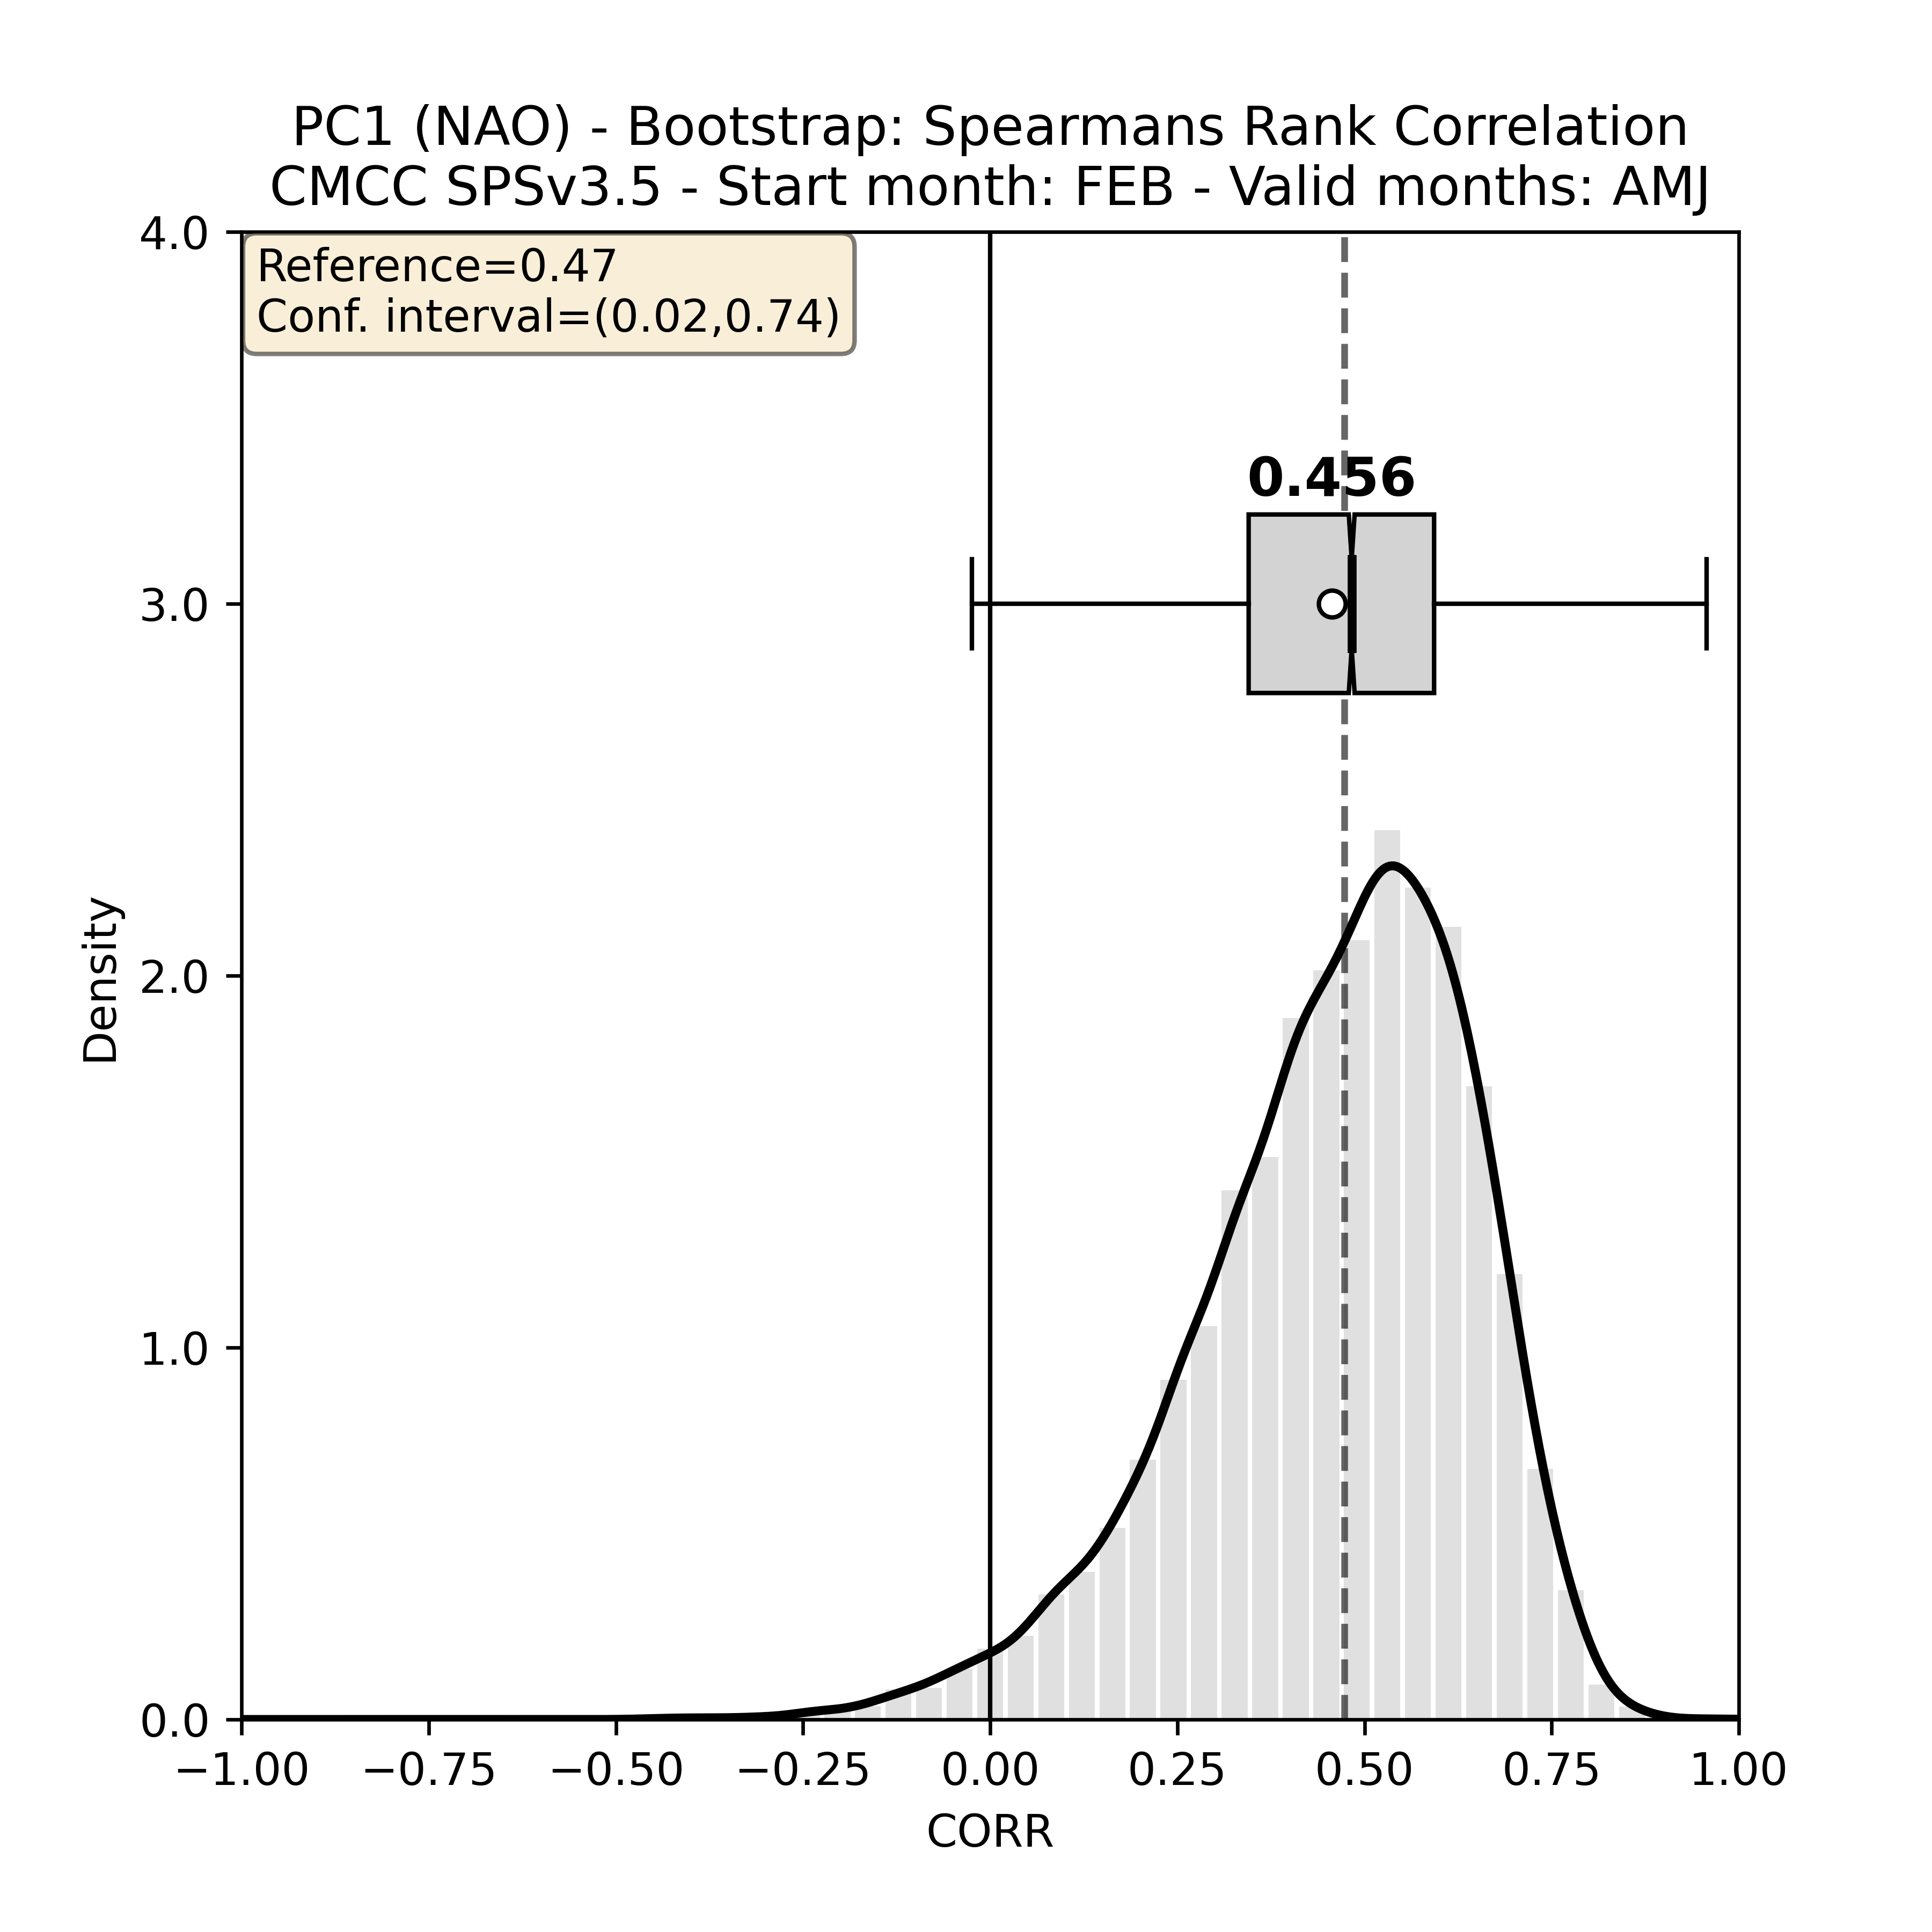 PC1 (NAO) - Bootstrap: Spearmans Rank Correlation
CMCC SPSv3.5 - Start month: FEB - Valid months: AMJ
4.0
Reference=0.47
Conf. interval=(0.02,0.74)
0.456
3.0
Density
2.0
1.0
0.0
−1.00 −0.75 −0.50 −0.25 0.00 0.25 0.50 0.75 1.00
CORR